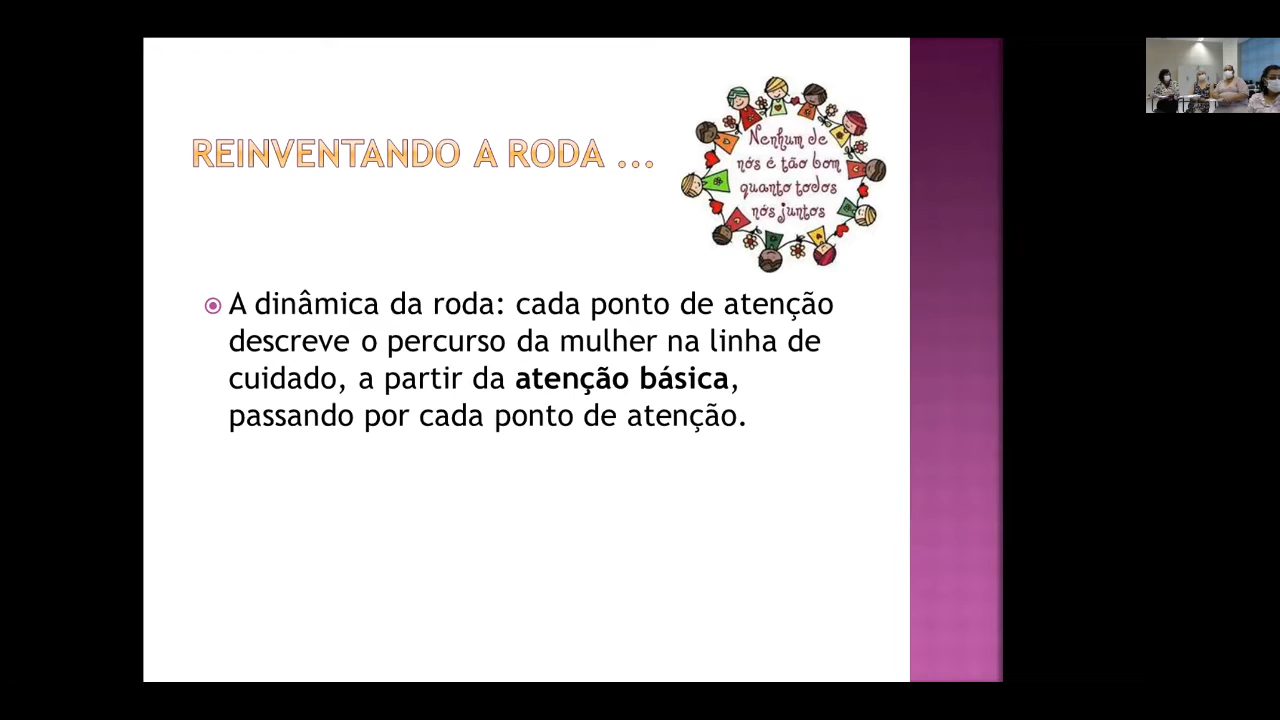 REINVENTANDO A RODA ...
Nenhum de
nós é tão bom
quanto todos
nós juntos
A dinâmica da roda: cada ponto de atenção
descreve o percurso da mulher na linha de
cuidado, a partir da atenção básica,
passando por cada ponto de atenção.